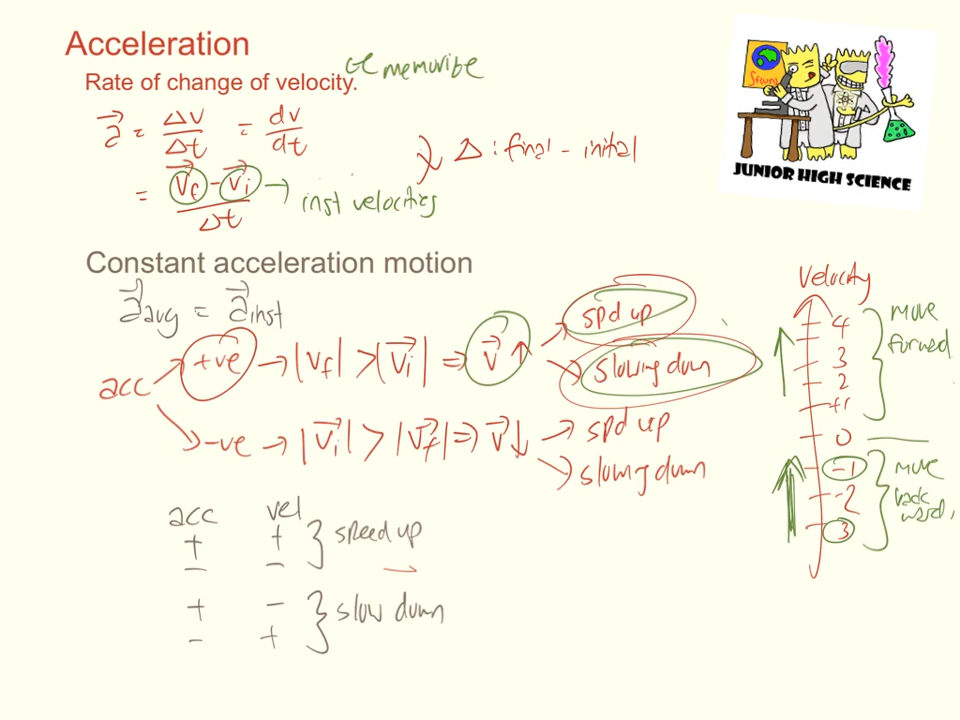 Acceleration
Rate of change of velocity. memorize
a = Δv/Δt = dv/dt
Δ : final - initial
= vf - vi / Δt → inst velocities
JUNIOR HIGH SCIENCE
Constant acceleration motion
a avg = a inst
acc
+ve → |vf| > |vi| ⇒ v ↑
spd up
slowing down
-ve → |vi| > |vf| ⇒ v ↓
spd up
slowing down
acc vel
+ +
- -
speed up
+ -
- +
slow down
Velocity
4
3
2
+1
0
-1
-2
3
move
forward
move
back
ward,